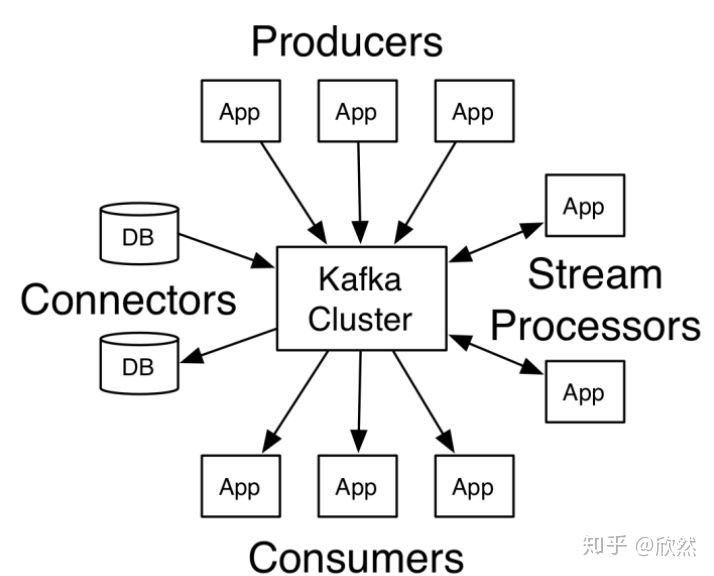 Producers
App
App
App
App
DB
Kafka
Cluster
Stream
Processors
Connectors
DB
App
App
App
App
Consumers
知乎 @欣然